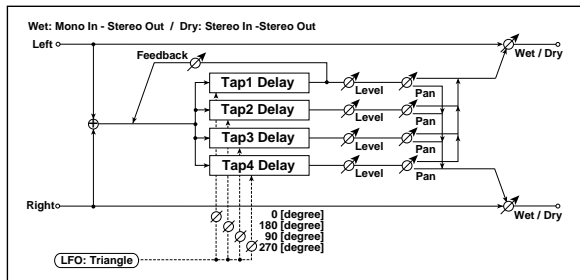 Wet: Mono In - Stereo Out / Dry: Stereo In -Stereo Out
Left
Feedback
Wet / Dry
Tap1 Delay
Level
Pan
Tap2 Delay
Level
Pan
Tap3 Delay
Level
Pan
Tap4 Delay
Level
Pan
Right
Wet / Dry
0 [degree]
180 [degree]
90 [degree]
270 [degree]
LFO: Triangle